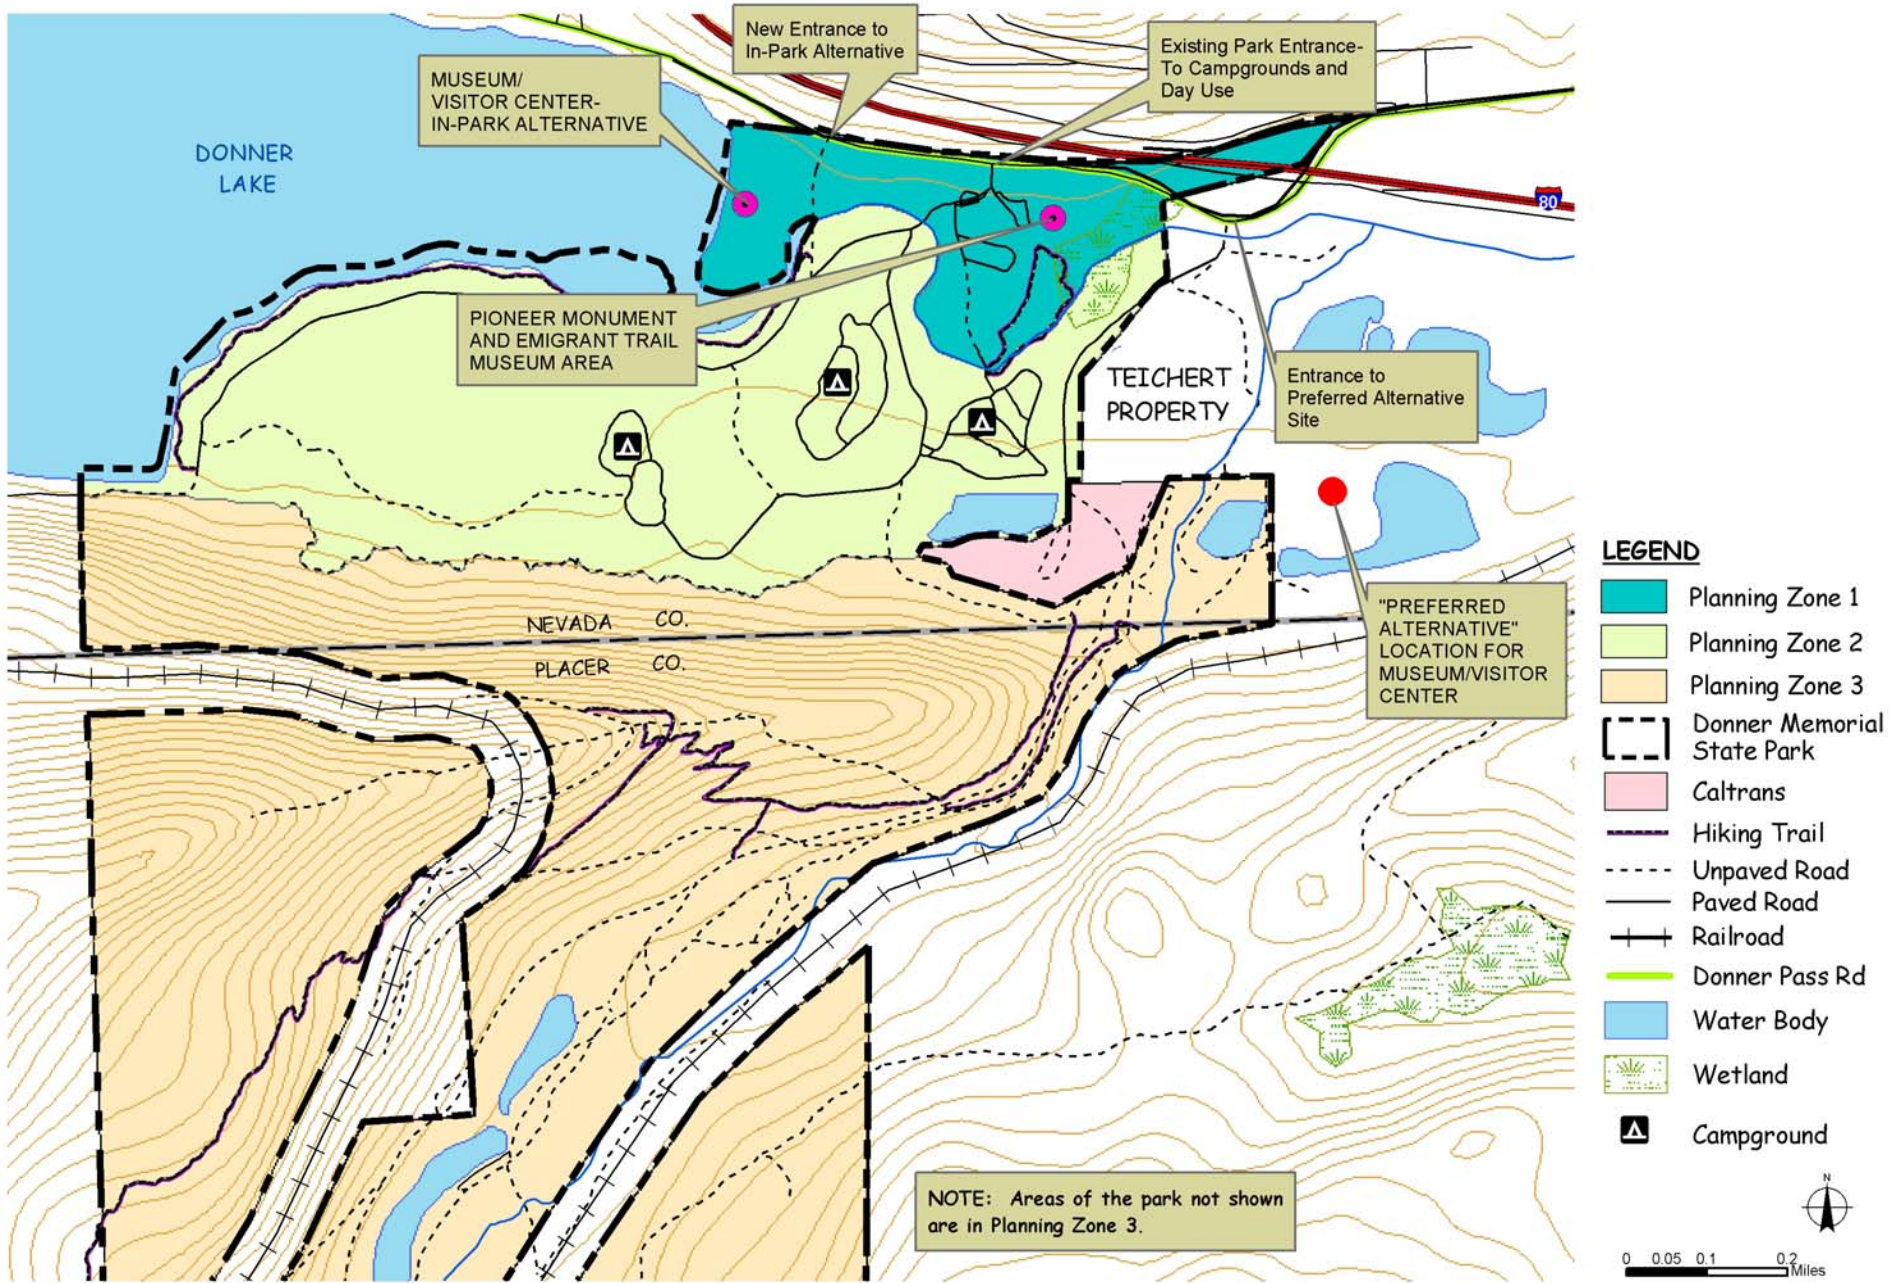 New Entrance to
In-Park Alternative
Existing Park Entrance-
To Campgrounds and
Day Use
MUSEUM/
VISITOR CENTER-
IN-PARK ALTERNATIVE
DONNER
LAKE
80
PIONEER MONUMENT
AND EMIGRANT TRAIL
MUSEUM AREA
TEICHERT
PROPERTY
Entrance to
Preferred Alternative
Site
"PREFERRED
ALTERNATIVE"
LOCATION FOR
MUSEUM/VISITOR
CENTER
NEVADA CO.
PLACER CO.
NOTE: Areas of the park not shown
are in Planning Zone 3.
LEGEND
Planning Zone 1
Planning Zone 2
Planning Zone 3
Donner Memorial
State Park
Caltrans
Hiking Trail
Unpaved Road
Paved Road
Railroad
Donner Pass Rd
Water Body
Wetland
Campground
N
0 0.05 0.1 0.2
Miles